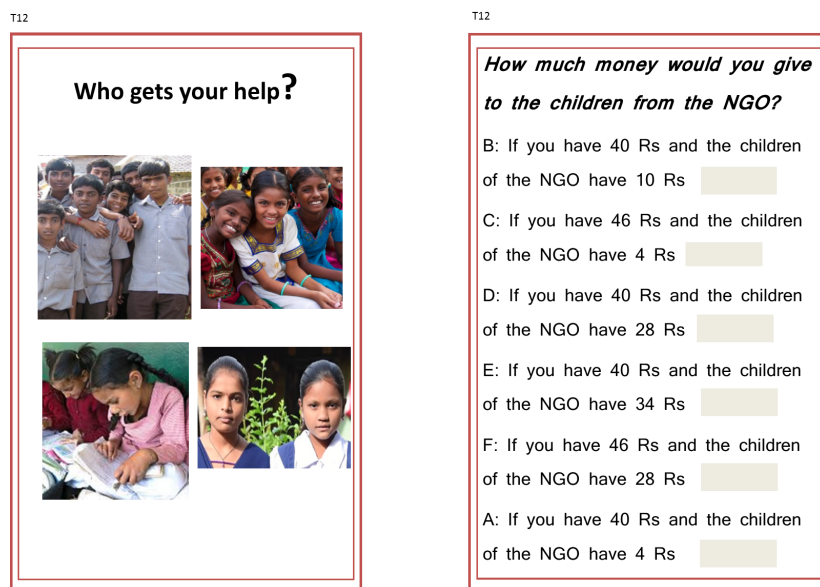 T12
Who gets your help?
T12
How much money would you give
to the children from the NGO?
B: If you have 40 Rs and the children
of the NGO have 10 Rs
C: If you have 46 Rs and the children
of the NGO have 4 Rs
D: If you have 40 Rs and the children
of the NGO have 28 Rs
E: If you have 40 Rs and the children
of the NGO have 34 Rs
F: If you have 46 Rs and the children
of the NGO have 28 Rs
A: If you have 40 Rs and the children
of the NGO have 4 Rs